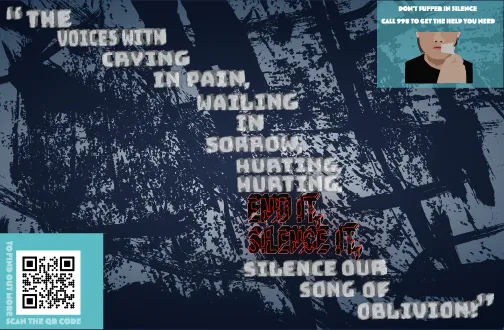 “THE
VOICES WITH
CRYING
IN PAIN,
WAILING
IN
SORROW,
HURTING
HURTING
END IT,
SILENCE IT,
SILENCE OUR
SONG OF
OBLIVION!”
DON'T SUFFER IN SILENCE
CALL 998 TO GET THE HELP YOU NEED
TO FIND OUT MORE
SCAN THE QR CODE